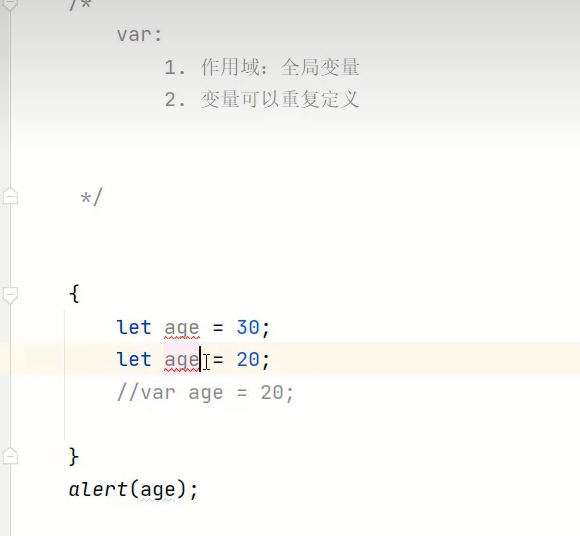 /*
var:
1. 作用域：全局变量
2. 变量可以重复定义
*/
{
let age = 30;
let age = 20;
//var age = 20;
}
alert(age);